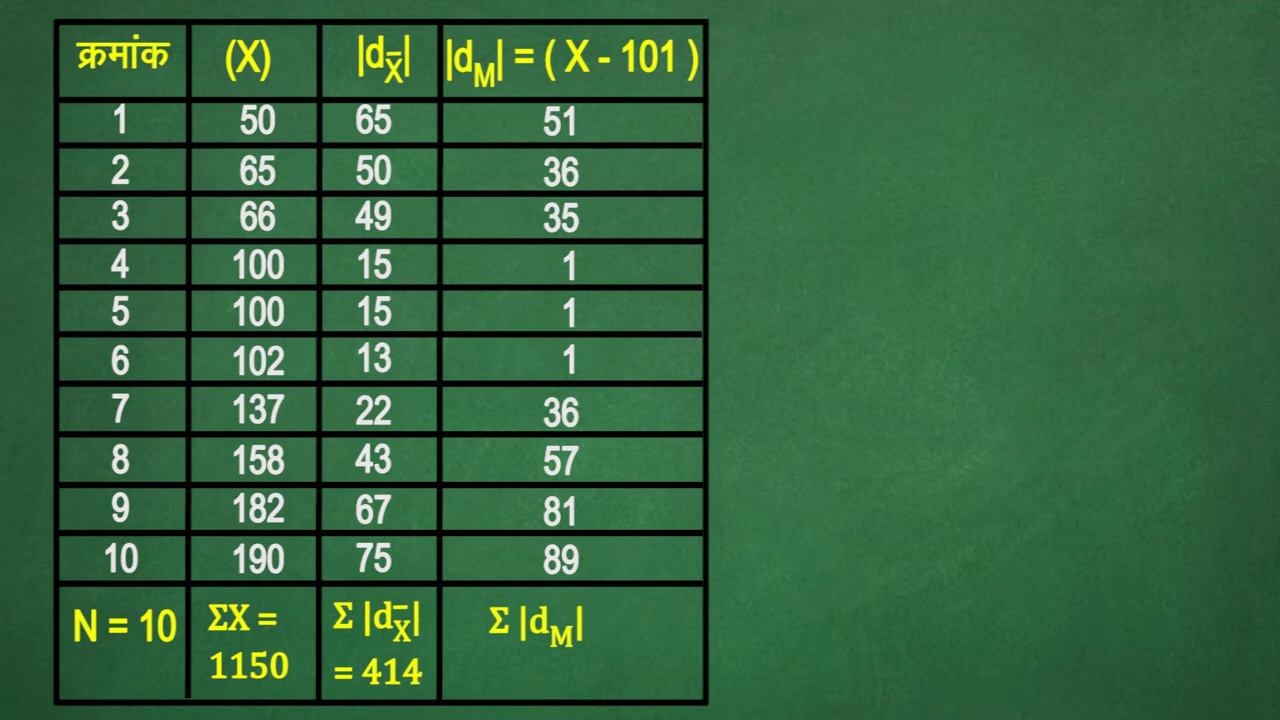 क्रमांक (X) |dX̄| |dM| = ( X - 101 )
1 50 65 51
2 65 50 36
3 66 49 35
4 100 15 1
5 100 15 1
6 102 13 1
7 137 22 36
8 158 43 57
9 182 67 81
10 190 75 89
N = 10 ΣX = Σ |dX̄| Σ |dM|
1150 = 414